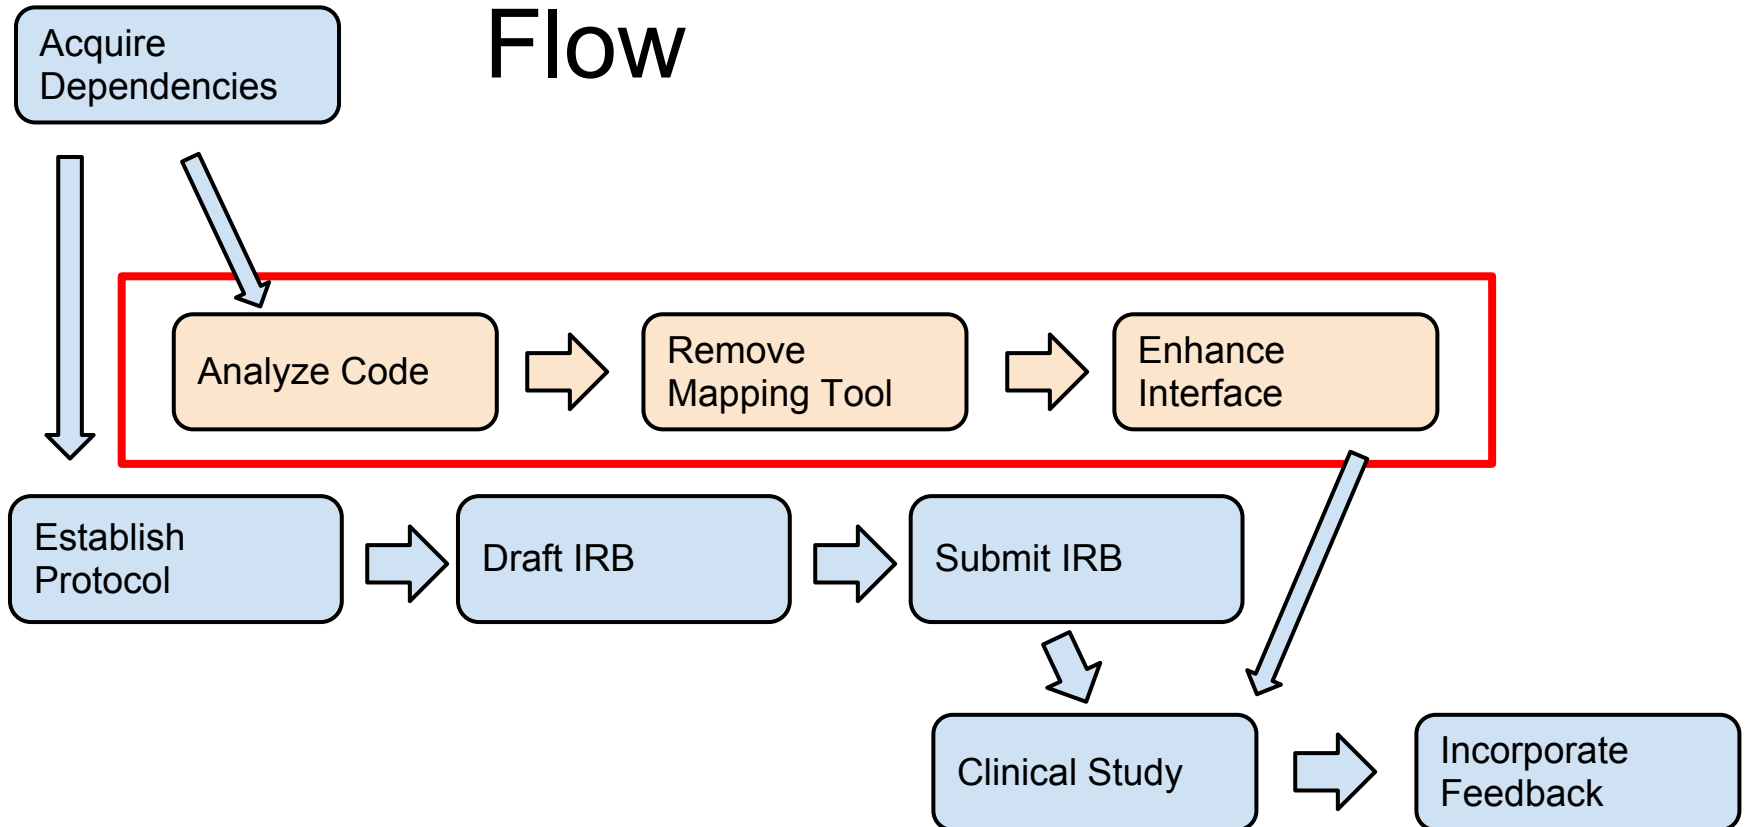 Flow
Acquire
Dependencies
Analyze Code
Remove
Mapping Tool
Enhance
Interface
Establish
Protocol
Draft IRB
Submit IRB
Clinical Study
Incorporate
Feedback